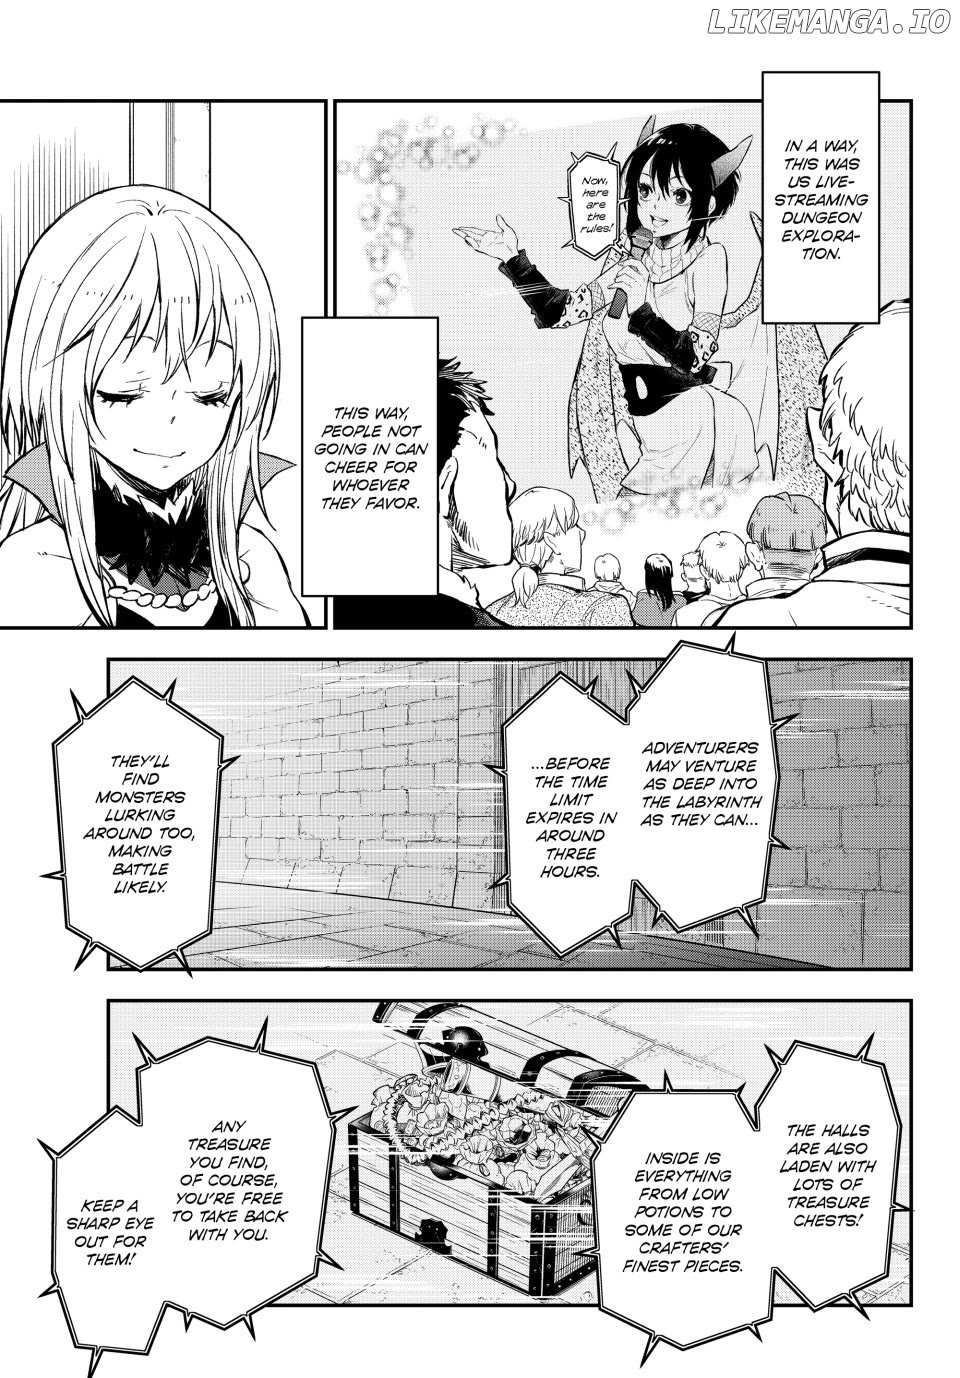 LIKEMANGA.IO
IN A WAY,
THIS WAS
US LIVE-
STREAMING
DUNGEON
EXPLORA-
TION.
Now,
here
are
the
rules!
THIS WAY,
PEOPLE NOT
GOING IN CAN
CHEER FOR
WHOEVER
THEY FAVOR.
ADVENTURERS
MAY VENTURE
AS DEEP INTO
THE LABYRINTH
AS THEY CAN...
...BEFORE
THE TIME
LIMIT
EXPIRES IN
AROUND
THREE
HOURS.
THEY'LL
FIND
MONSTERS
LURKING
AROUND TOO,
MAKING
BATTLE
LIKELY.
THE HALLS
ARE ALSO
LADEN WITH
LOTS OF
TREASURE
CHESTS!
INSIDE IS
EVERYTHING
FROM LOW
POTIONS TO
SOME OF OUR
CRAFTERS'
FINEST PIECES.
ANY
TREASURE
YOU FIND,
OF COURSE,
YOU'RE FREE
TO TAKE BACK
WITH YOU.
KEEP A
SHARP EYE
OUT FOR
THEM!